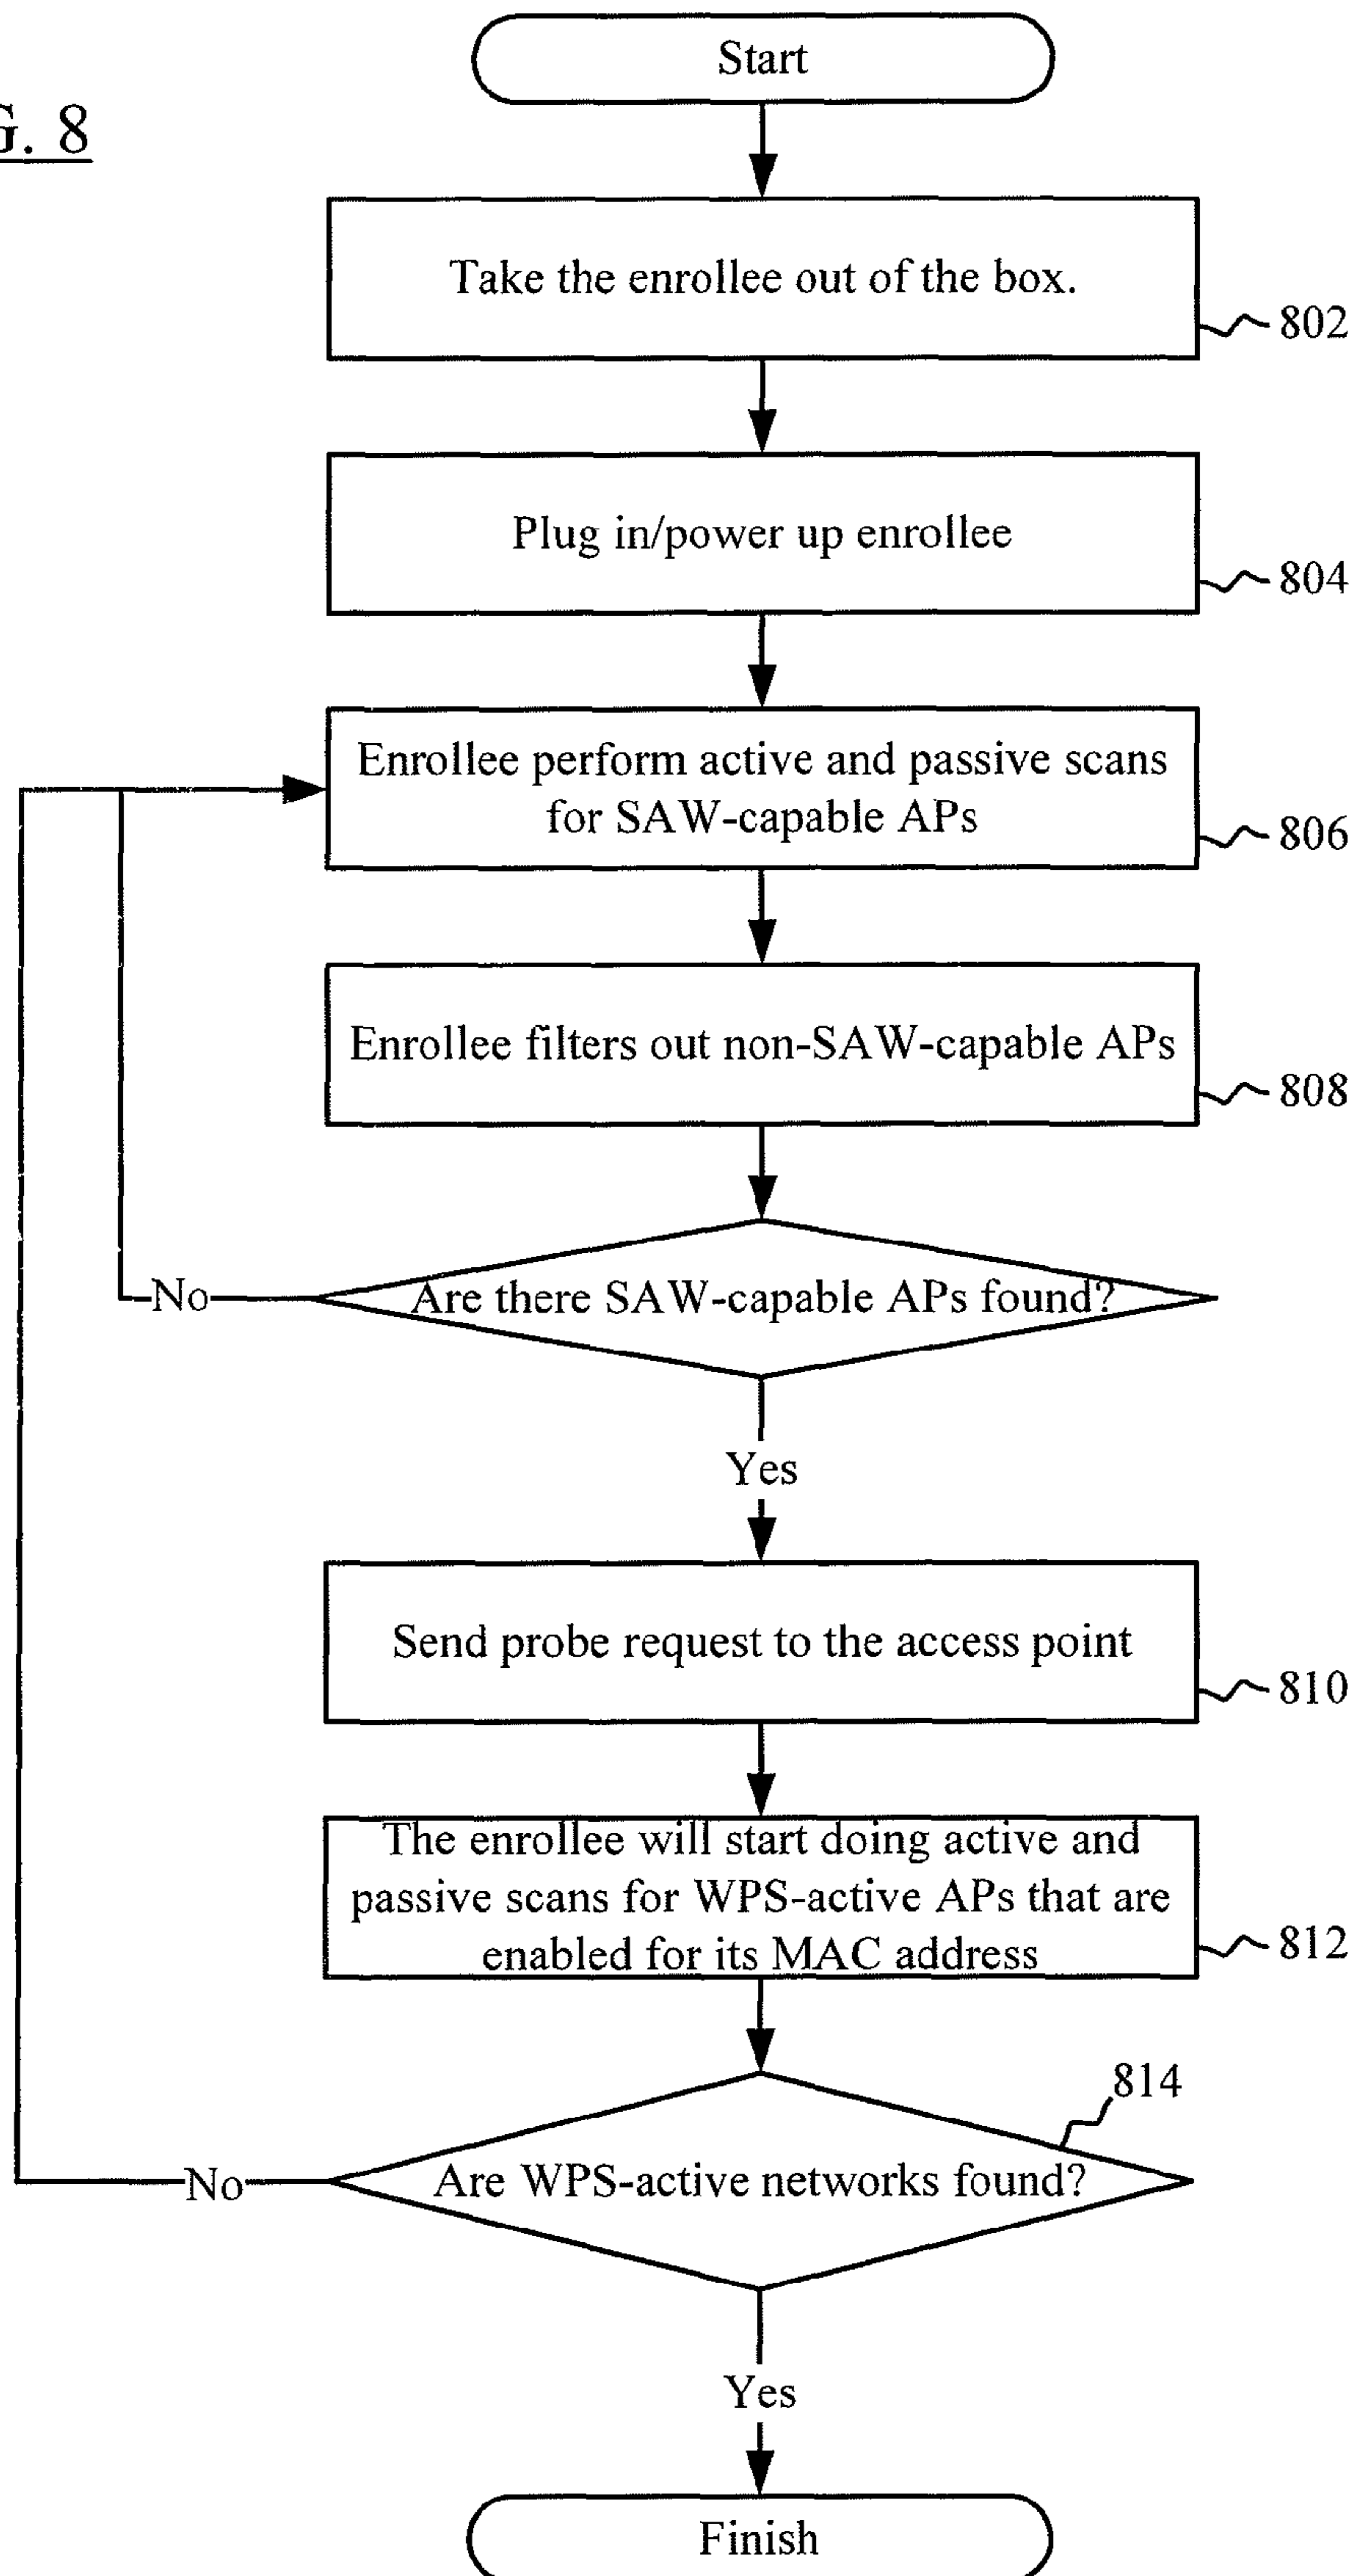 Start
G. 8
Take the enrollee out of the box.
802
Plug in/power up enrollee
804
Enrollee perform active and passive scans
for SAW-capable APs
806
Enrollee filters out non-SAW-capable APs
808
No
Are there SAW-capable APs found?
Yes
Send probe request to the access point
810
The enrollee will start doing active and
passive scans for WPS-active APs that are
enabled for its MAC address
812
814
No
Are WPS-active networks found?
Yes
Finish